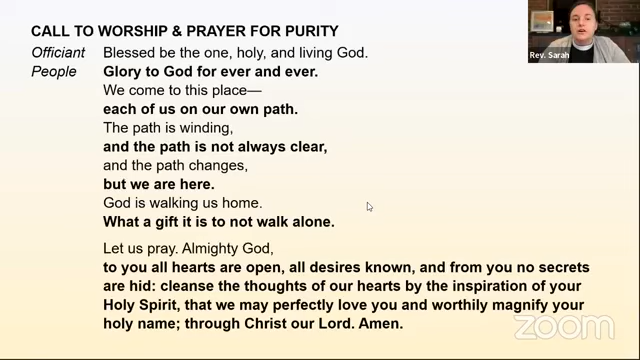 CALL TO WORSHIP & PRAYER FOR PURITY
Officiant Blessed be the one, holy, and living God.
People Glory to God for ever and ever.
We come to this place—
each of us on our own path.
The path is winding,
and the path is not always clear,
and the path changes,
but we are here.
God is walking us home.
What a gift it is to not walk alone.
Let us pray. Almighty God,
to you all hearts are open, all desires known, and from you no secrets
are hid: cleanse the thoughts of our hearts by the inspiration of your
Holy Spirit, that we may perfectly love you and worthily magnify your
holy name; through Christ our Lord. Amen.
Rev. Sarah
zoom